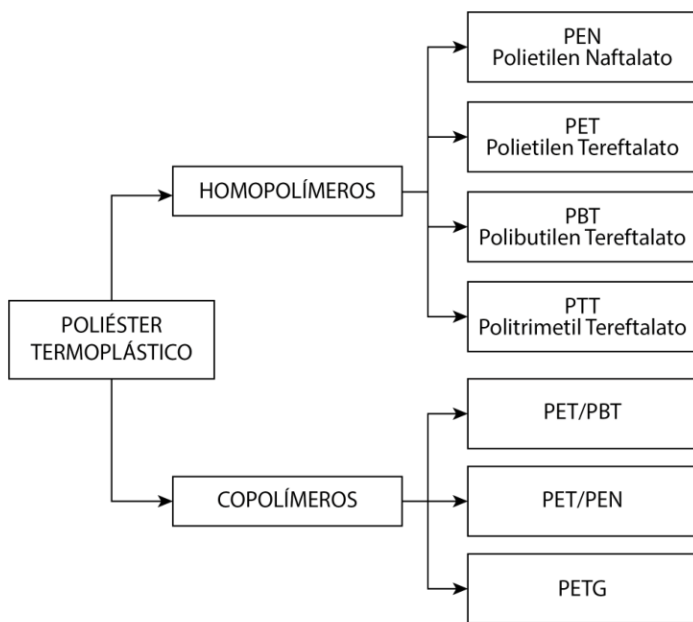 PEN
Polietilen Naftalato
PET
Polietilen Tereftalato
HOMOPOLÍMEROS
PBT
Polibutilen Tereftalato
PTT
Politrimetil Tereftalato
POLIÉSTER
TERMOPLÁSTICO
PET/PBT
COPOLÍMEROS
PET/PEN
PETG